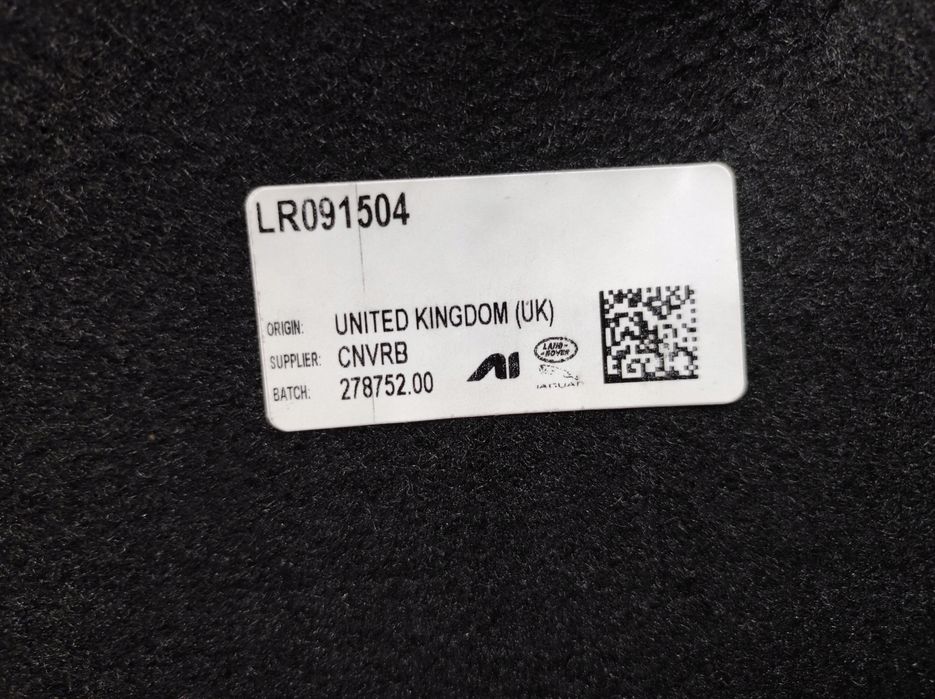 LR091504
ORIGIN: UNITED KINGDOM (UK)
SUPPLIER: CNVRB
BATCH: 278752.00
AI
LAND-
-ROVER
JAGUAR